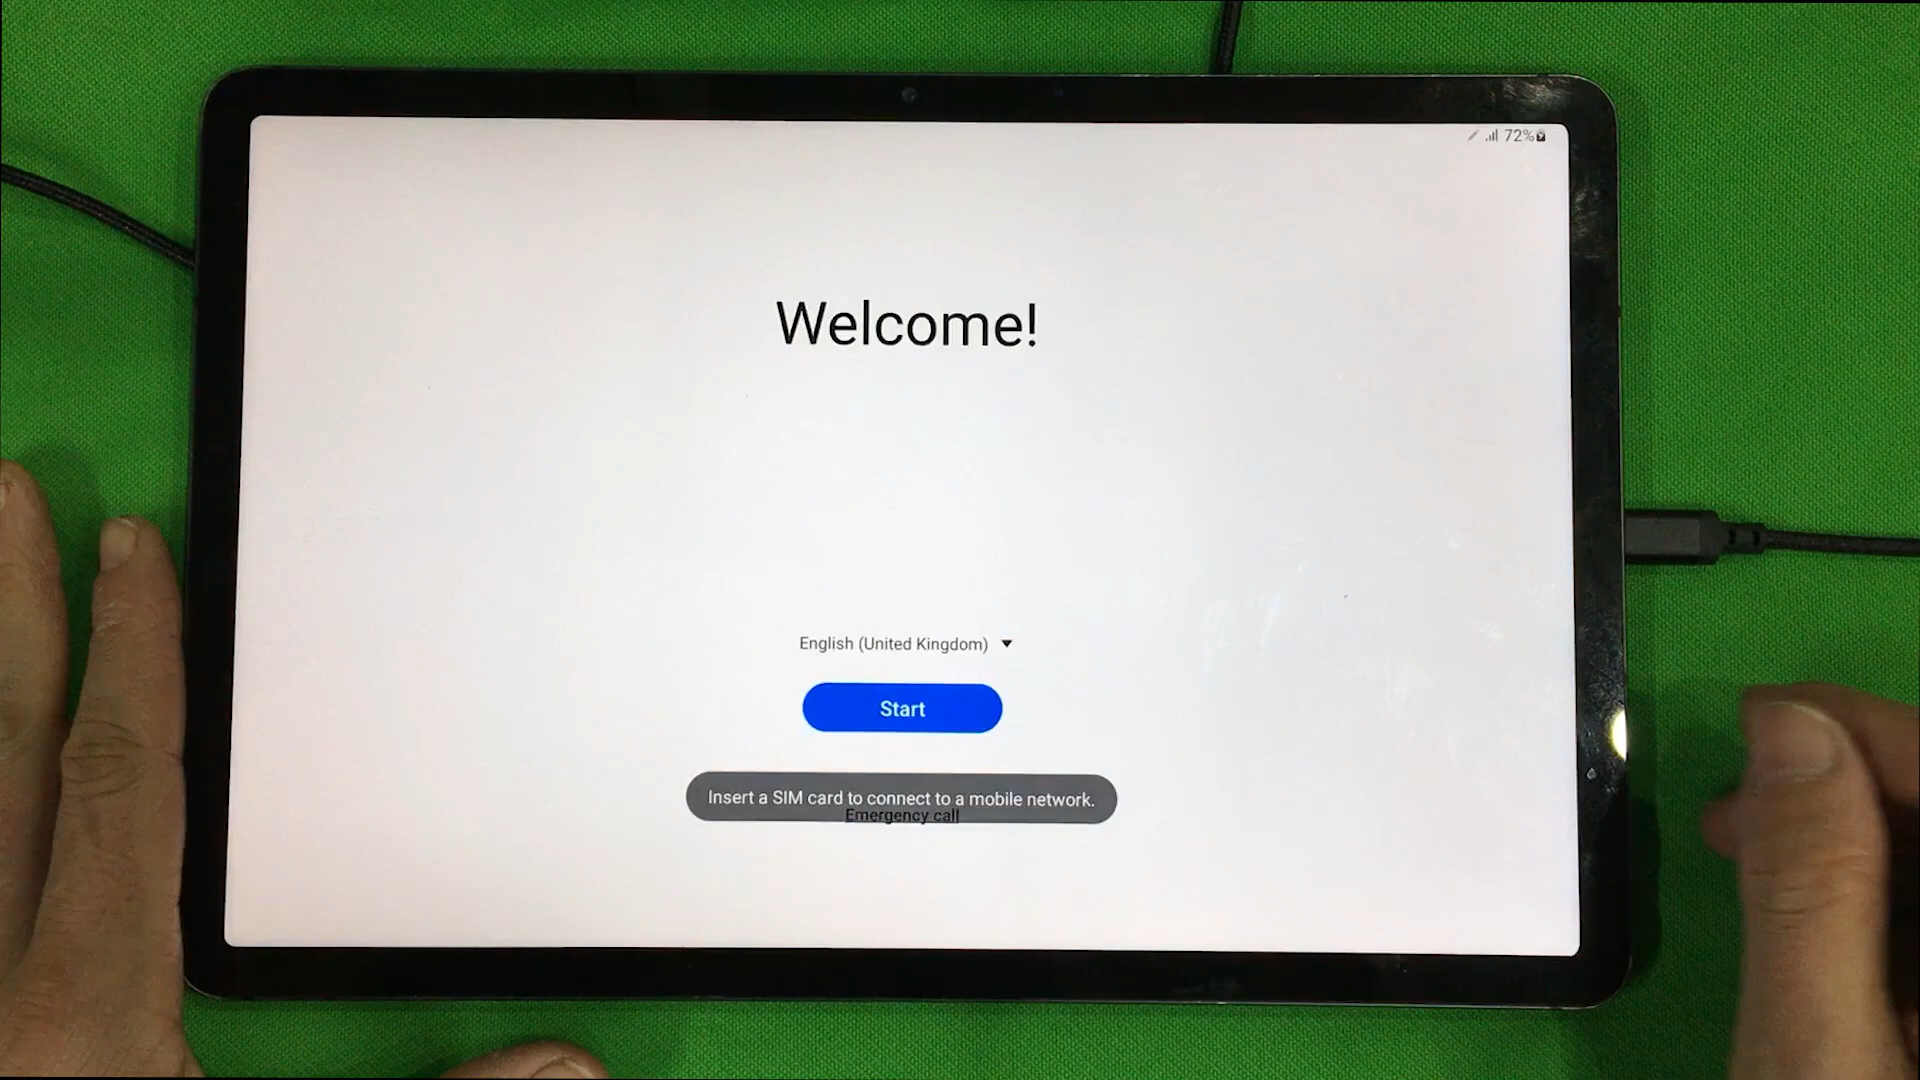 72%
Welcome!
English (United Kingdom)
Start
Insert a SIM card to connect to a mobile network.
Emergency call